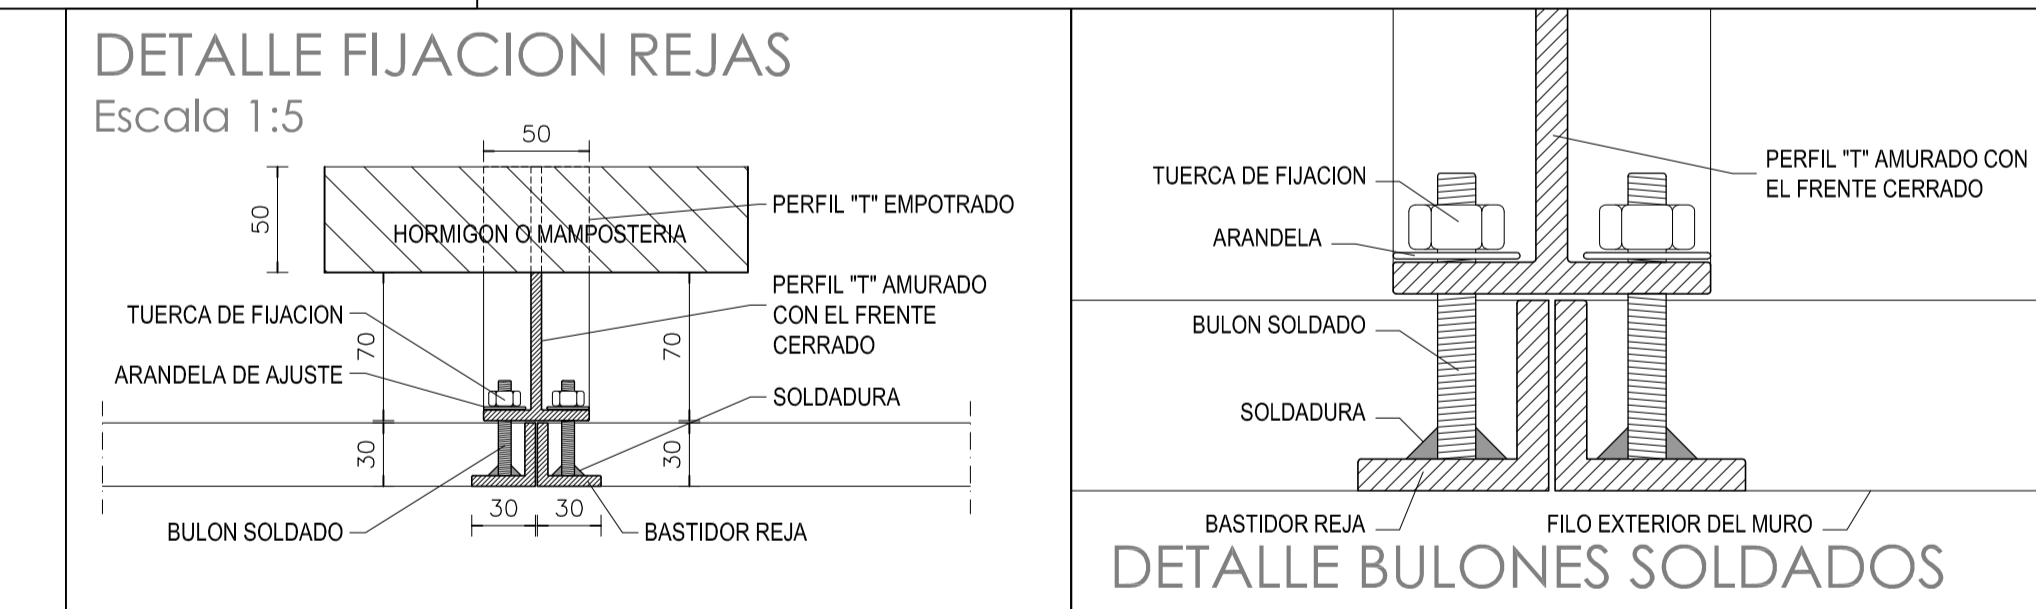 DETALLE FIJACION REJAS
Escala 1:5
50
50
PERFIL "T" EMPOTRADO
HORMIGON O MAMPOSTERIA
PERFIL "T" AMURADO
CON EL FRENTE
CERRADO
TUERCA DE FIJACION
70
70
ARANDELA DE AJUSTE
SOLDADURA
30
30
30
30
BULON SOLDADO
BASTIDOR REJA
PERFIL "T" AMURADO CON
EL FRENTE CERRADO
TUERCA DE FIJACION
ARANDELA
BULON SOLDADO
SOLDADURA
BASTIDOR REJA
FILO EXTERIOR DEL MURO
DETALLE BULONES SOLDADOS